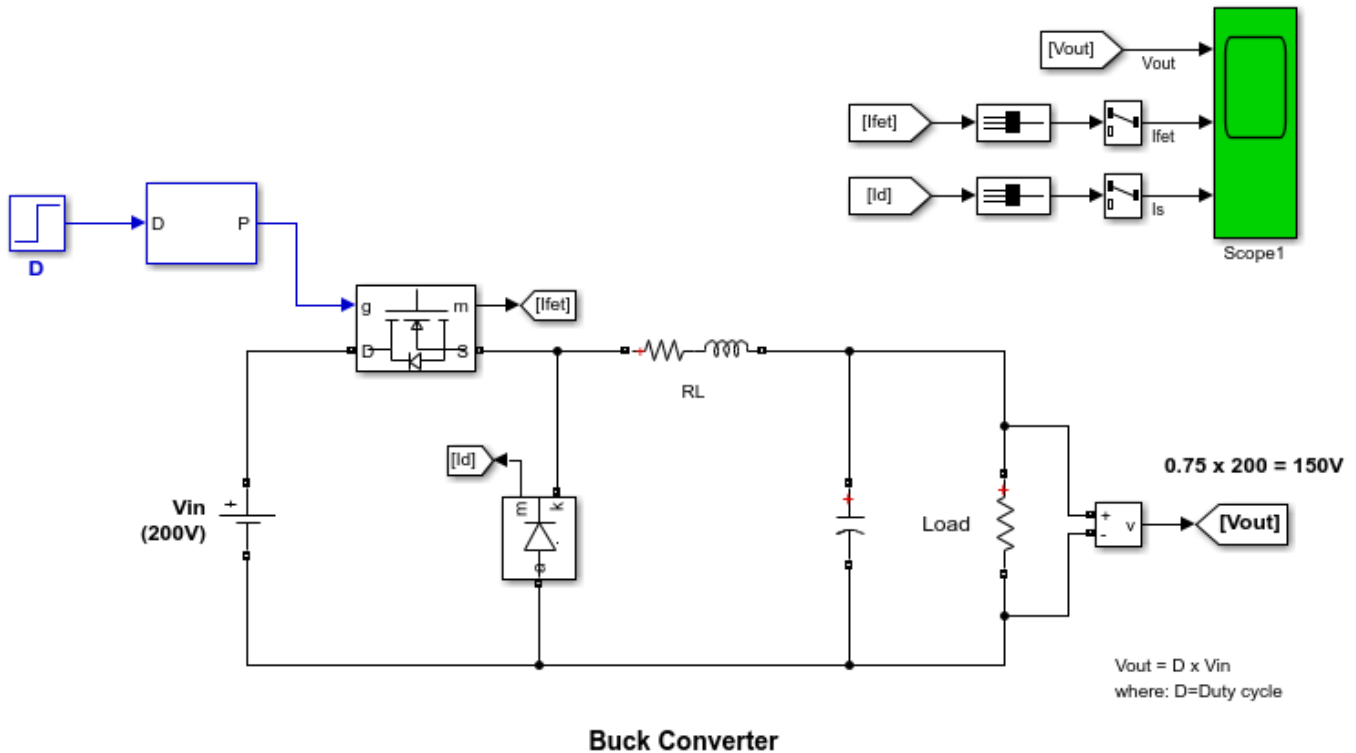 [Vout]
Vout
[Ifet]
Ifet
[Id]
Is
Scope1
D
D P
g m
[Ifet]
D S
RL
[Id]
m k
a
Vin
(200V)
+
Load
+
-
v
0.75 x 200 = 150V
[Vout]
Vout = D x Vin
where: D=Duty cycle
Buck Converter